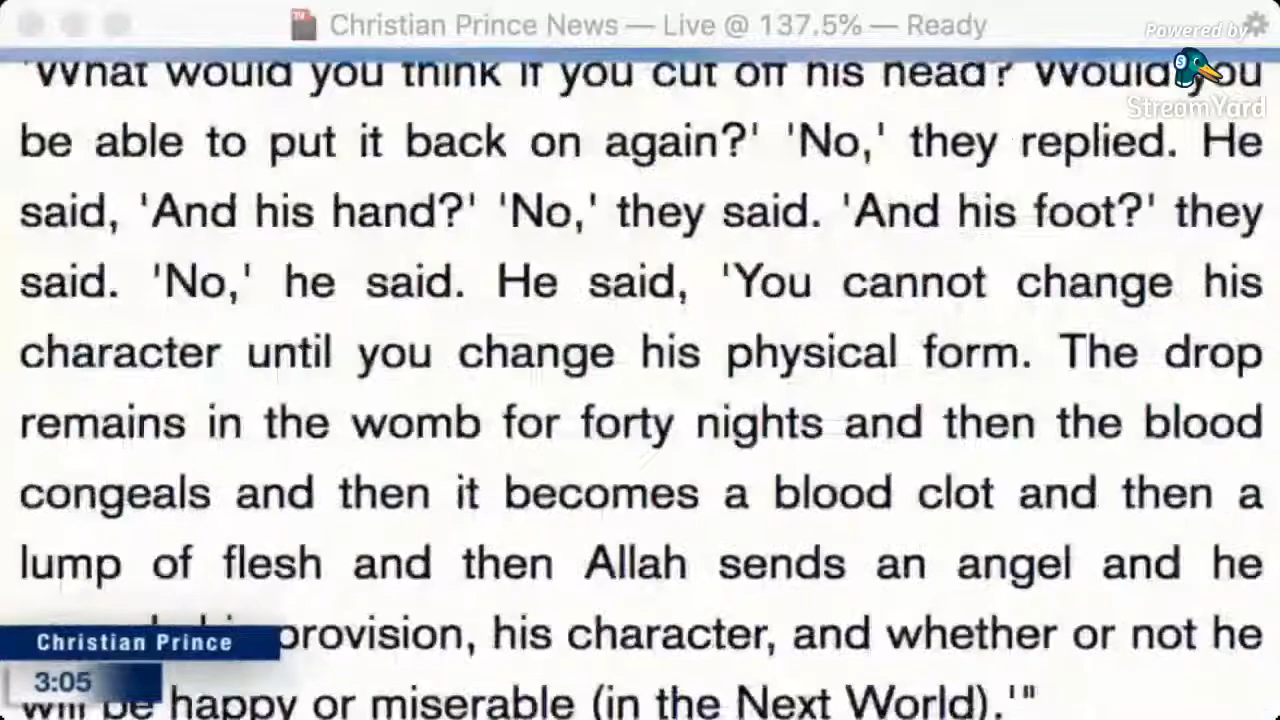 Christian Prince News — Live @ 137.5% — Ready
Powered by
StreamYard
'What would you think if you cut off his head? Would you
be able to put it back on again?' 'No,' they replied. He
said, 'And his hand?' 'No,' they said. 'And his foot?' they
said. 'No,' he said. He said, 'You cannot change his
character until you change his physical form. The drop
remains in the womb for forty nights and then the blood
congeals and then it becomes a blood clot and then a
lump of flesh and then Allah sends an angel and he
provision, his character, and whether or not he
will be happy or miserable (in the Next World).'"
Christian Prince
3:05